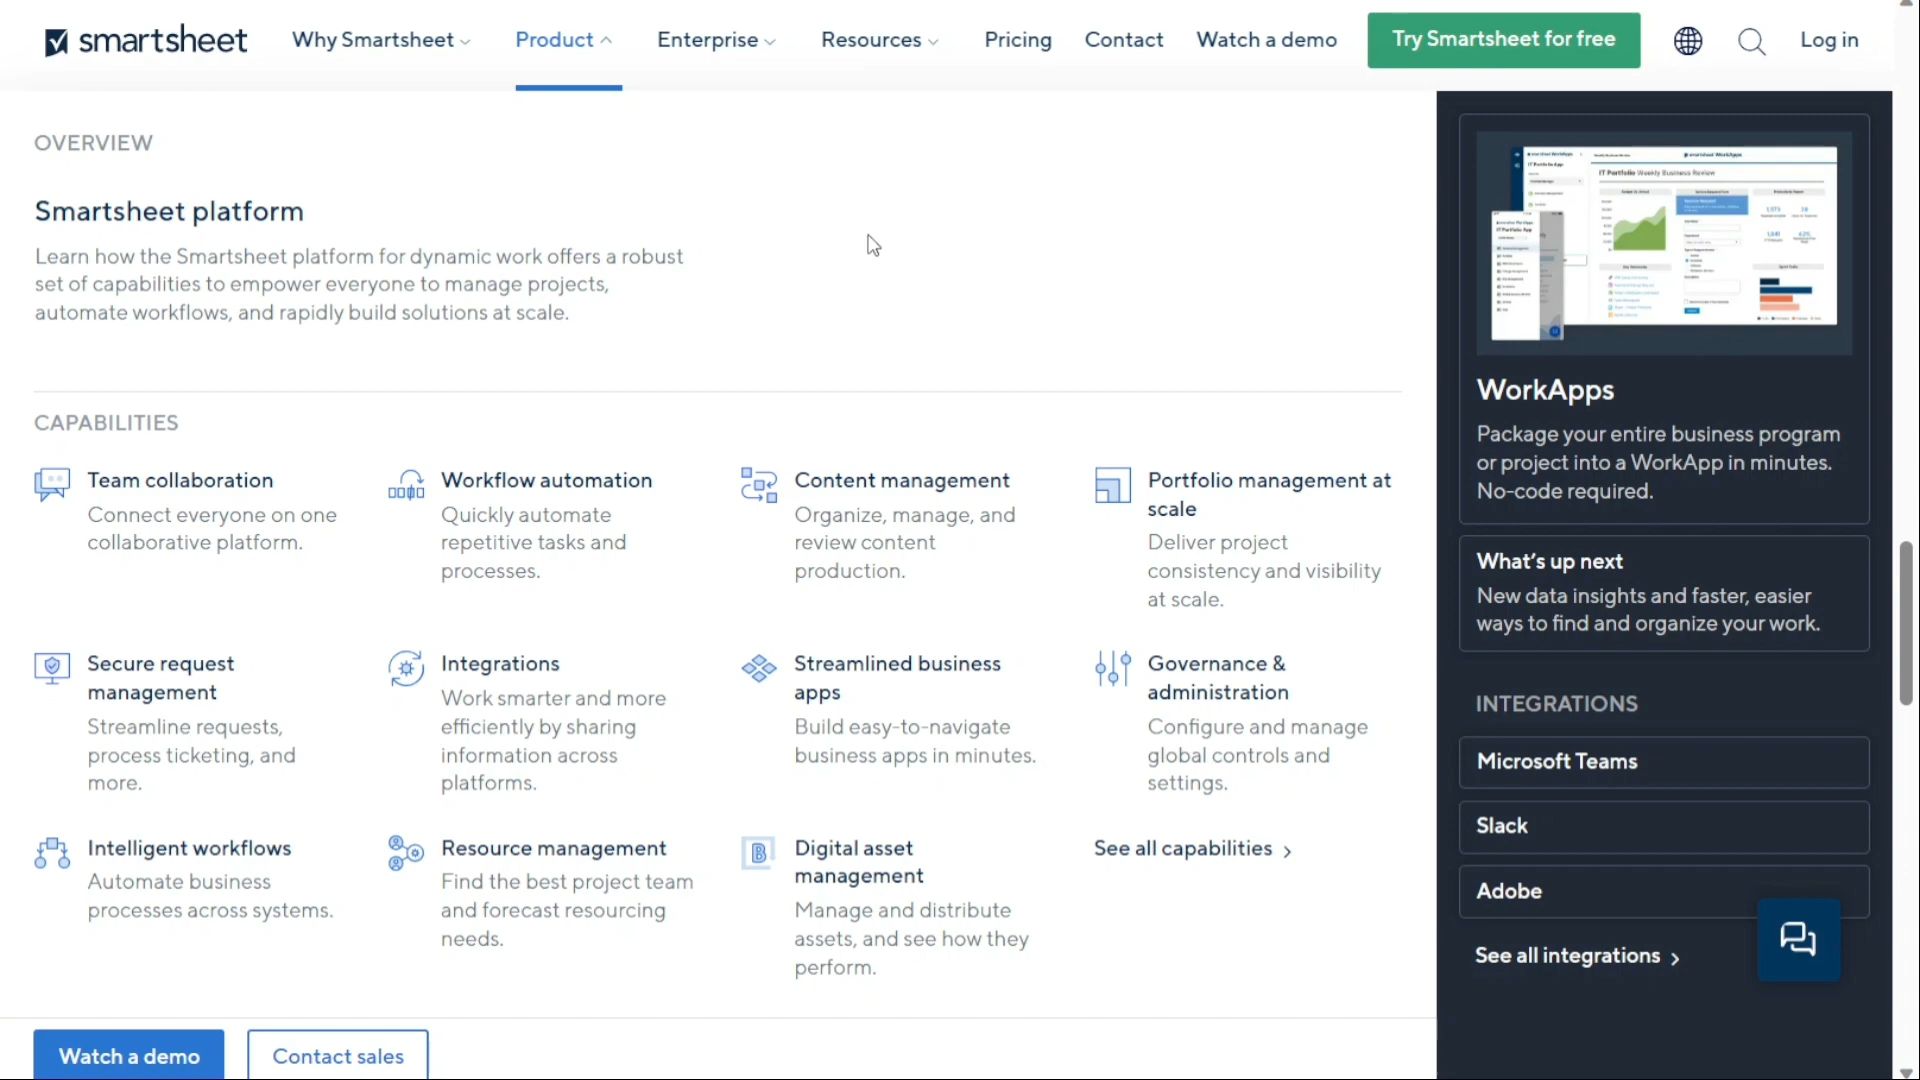 smartsheet
Why Smartsheet
Product
Enterprise
Resources
Pricing
Contact
Watch a demo
Try Smartsheet for free
Log in
OVERVIEW
Smartsheet platform
Learn how the Smartsheet platform for dynamic work offers a robust
set of capabilities to empower everyone to manage projects,
automate workflows, and rapidly build solutions at scale.
CAPABILITIES
Team collaboration
Connect everyone on one
collaborative platform.
Workflow automation
Quickly automate
repetitive tasks and
processes.
Content management
Organize, manage, and
review content
production.
Portfolio management at
scale
Deliver project
consistency and visibility
at scale.
Secure request
management
Streamline requests,
process ticketing, and
more.
Integrations
Work smarter and more
efficiently by sharing
information across
platforms.
Streamlined business
apps
Build easy-to-navigate
business apps in minutes.
Governance &
administration
Configure and manage
global controls and
settings.
Intelligent workflows
Automate business
processes across systems.
Resource management
Find the best project team
and forecast resourcing
needs.
Digital asset
management
Manage and distribute
assets, and see how they
perform.
See all capabilities
Watch a demo
Contact sales
IT Portfolio Weekly Business Review
WorkApps
Package your entire business program
or project into a WorkApp in minutes.
No-code required.
What's up next
New data insights and faster, easier
ways to find and organize your work.
INTEGRATIONS
Microsoft Teams
Slack
Adobe
See all integrations